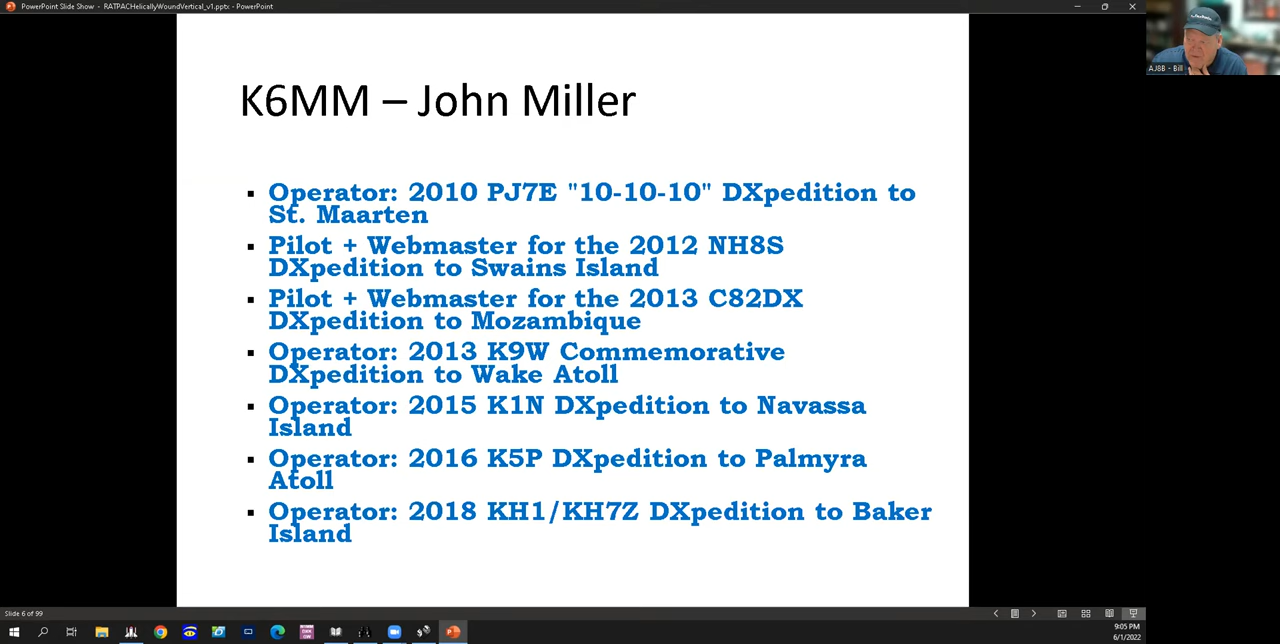 PowerPoint Slide Show - RATPACHelicallyWoundVertical_v1.pptx - PowerPoint
AJ8B - Bill
K6MM – John Miller
▪ Operator: 2010 PJ7E "10-10-10" DXpedition to
St. Maarten
▪ Pilot + Webmaster for the 2012 NH8S
DXpedition to Swains Island
▪ Pilot + Webmaster for the 2013 C82DX
DXpedition to Mozambique
▪ Operator: 2013 K9W Commemorative
DXpedition to Wake Atoll
▪ Operator: 2015 K1N DXpedition to Navassa
Island
▪ Operator: 2016 K5P DXpedition to Palmyra
Atoll
▪ Operator: 2018 KH1/KH7Z DXpedition to Baker
Island
Slide 6 of 99
9:05 PM
6/1/2022